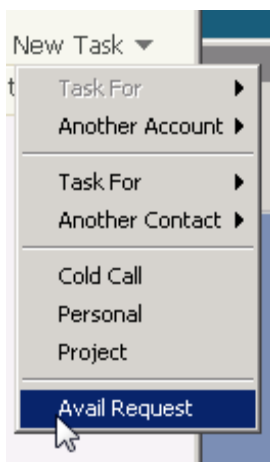 New Task
t
Task For
Another Account
Task For
Another Contact
Cold Call
Personal
Project
Avail Request